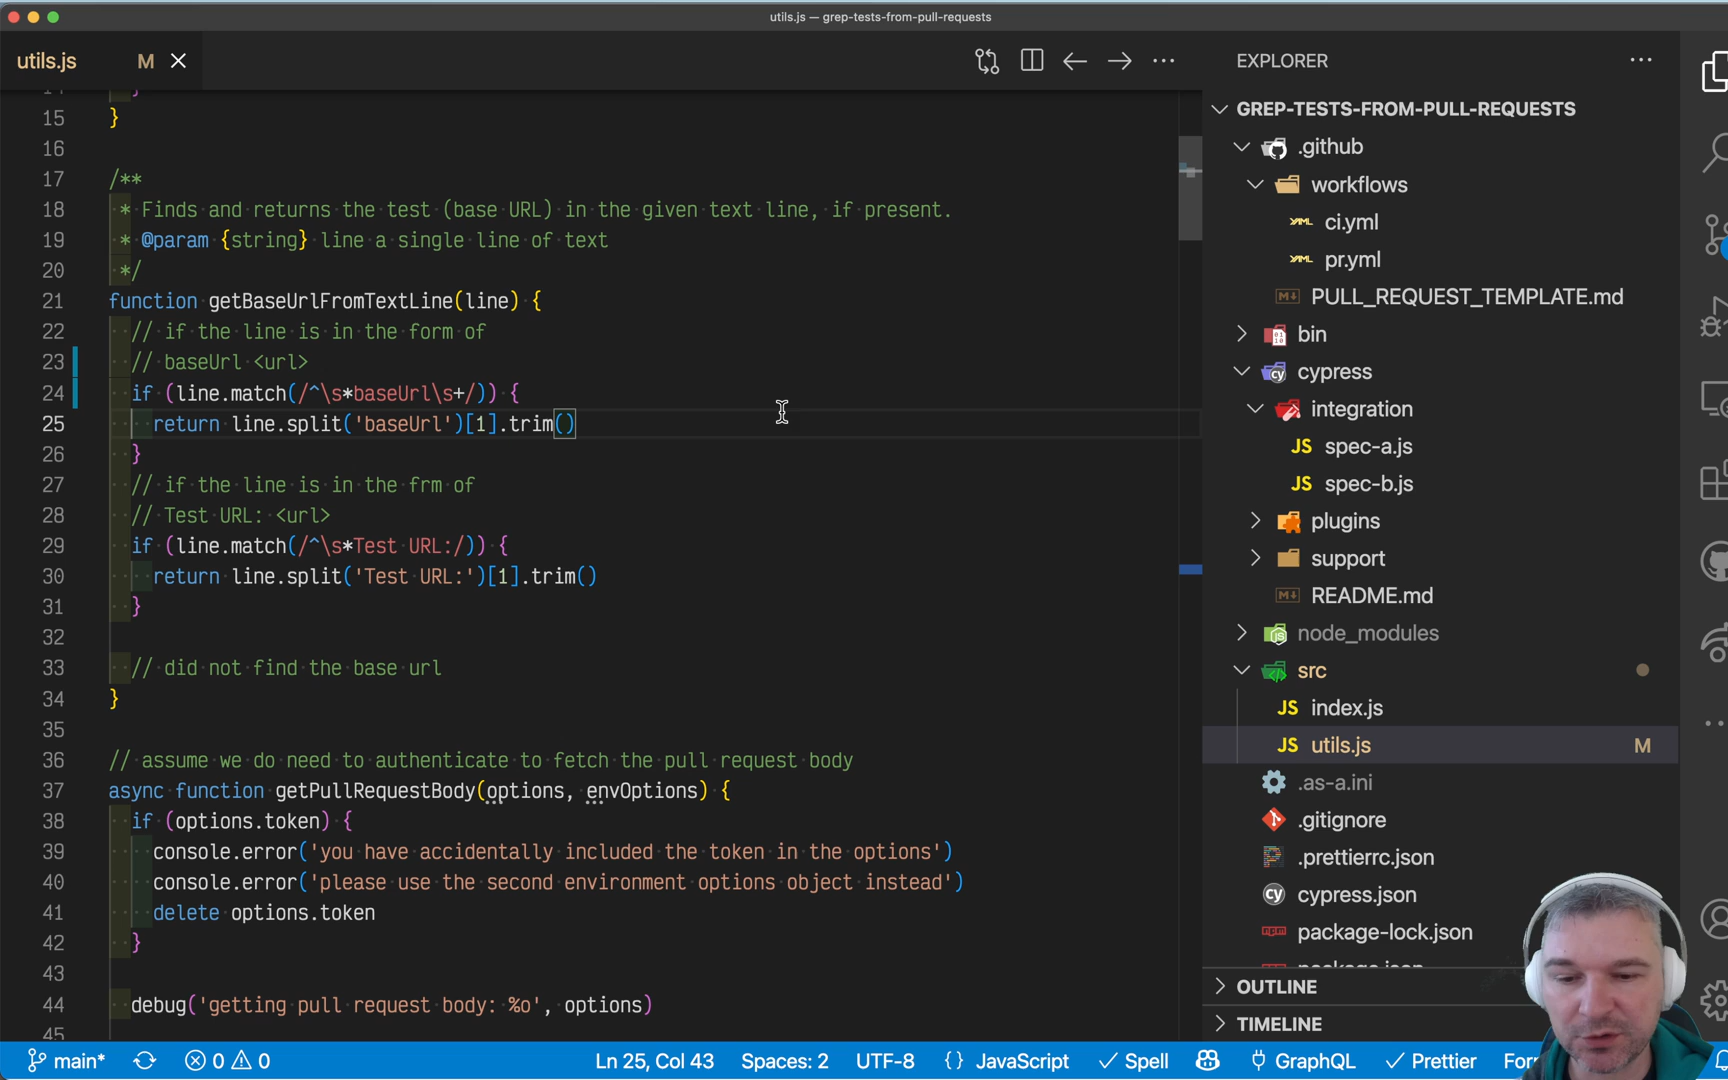 utils.js — grep-tests-from-pull-requests
utils.js M
15 }
16
17 /**
18 * Finds and returns the test (base URL) in the given text line, if present.
19 * @param {string} line a single line of text
20 */
21 function getBaseUrlFromTextLine(line) {
22 // if the line is in the form of
23 // baseUrl <url>
24 if (line.match(/^\s*baseUrl\s+/)) {
25 return line.split('baseUrl')[1].trim()
26 }
27 // if the line is in the frm of
28 // Test URL: <url>
29 if (line.match(/^\s*Test URL:/)) {
30 return line.split('Test URL:')[1].trim()
31 }
32
33 // did not find the base url
34 }
35
36 // assume we do need to authenticate to fetch the pull request body
37 async function getPullRequestBody(options, envOptions) {
38 if (options.token) {
39 console.error('you have accidentally included the token in the options')
40 console.error('please use the second environment options object instead')
41 delete options.token
42 }
43
44 debug('getting pull request body: %o', options)
45
EXPLORER
GREP-TESTS-FROM-PULL-REQUESTS
.github
workflows
ci.yml
pr.yml
PULL_REQUEST_TEMPLATE.md
bin
cypress
integration
JS spec-a.js
JS spec-b.js
plugins
support
README.md
node_modules
src
JS index.js
JS utils.js M
.as-a.ini
.gitignore
.prettierrc.json
cy cypress.json
package-lock.json
OUTLINE
TIMELINE
main* 0 0 Ln 25, Col 43 Spaces: 2 UTF-8 {} JavaScript Spell GraphQL Prettier